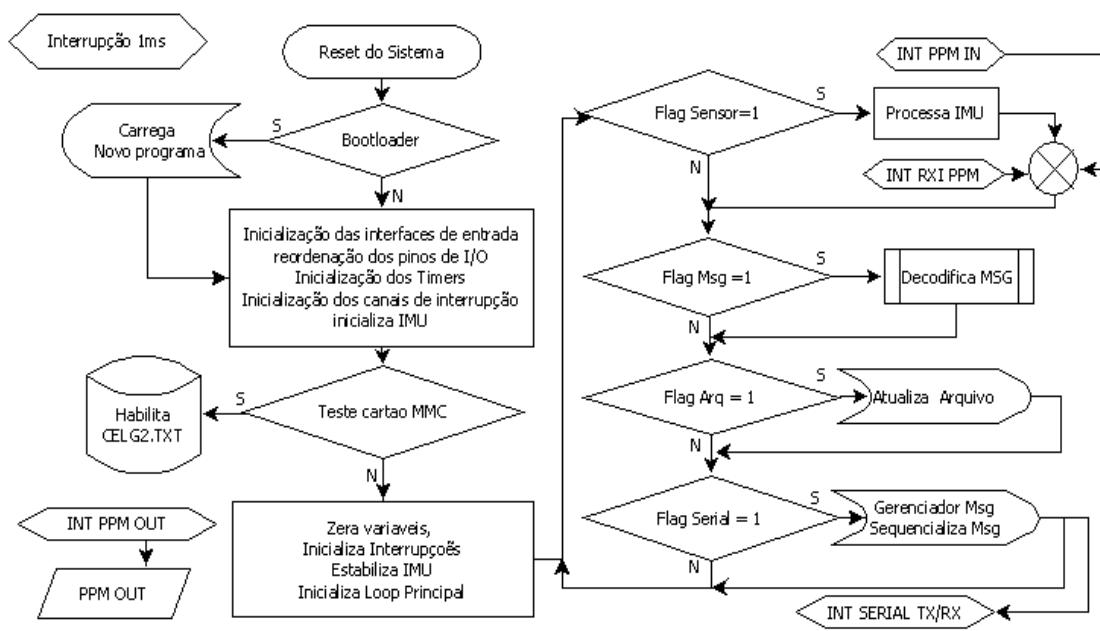 Interrupção 1ms
Reset do Sistema
S
Carrega
Novo programa
Bootloader
N
Inicialização das interfaces de entrada
reordenação dos pinos de I/O
Inicialização dos Timers
Inicialização dos canais de interrupção
inicializa IMU
S
Habilita
CELG2.TXT
Teste cartao MMC
N
INT PPM OUT
PPM OUT
Zera variaveis,
Inicializa Interrupçoẽs
Estabiliza IMU
Inicializa Loop Principal
INT PPM IN
Flag Sensor=1
S
Processa IMU
N
INT RXI PPM
Flag Msg =1
S
Decodifica MSG
N
Flag Arq = 1
S
Atualiza Arquivo
N
Flag Serial = 1
S
Gerenciador Msg
Sequencializa Msg
N
INT SERIAL TX/RX